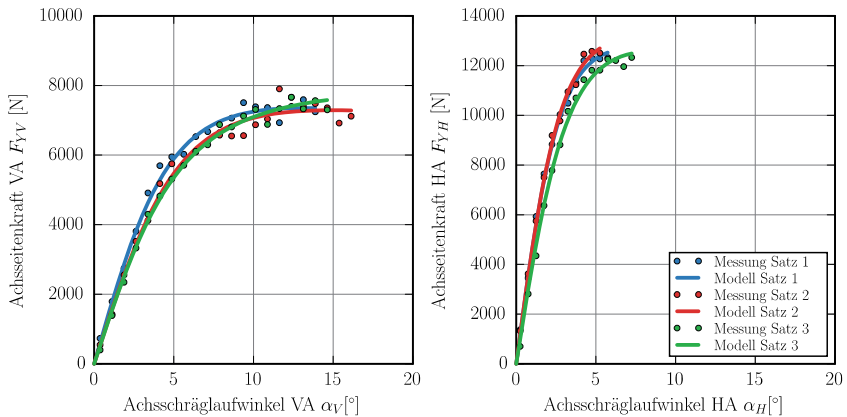 10000
8000
6000
4000
2000
0
0 5 10 15 20
Achsseitenkraft VA F_YV [N]
Achsschräglaufwinkel VA α_V[°]
14000
12000
10000
8000
6000
4000
2000
0
0 5 10 15 20
Achsseitenkraft HA F_YH [N]
Achsschräglaufwinkel HA α_H[°]
Messung Satz 1
Modell Satz 1
Messung Satz 2
Modell Satz 2
Messung Satz 3
Modell Satz 3